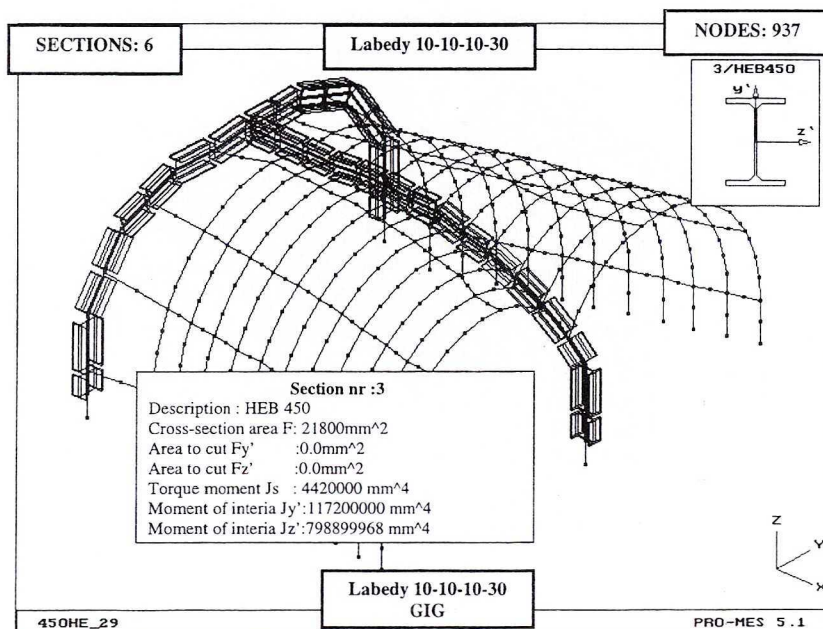 SECTIONS: 6
Labedy 10-10-10-30
NODES: 937
3/HEB450
y'
z'
Section nr :3
Description : HEB 450
Cross-section area F: 21800mm^2
Area to cut Fy' :0.0mm^2
Area to cut Fz' :0.0mm^2
Torque moment Js : 4420000 mm^4
Moment of interia Jy':117200000 mm^4
Moment of interia Jz':798899968 mm^4
Z
Y
X
Labedy 10-10-10-30
GIG
450HE_29
PRO-MES 5.1